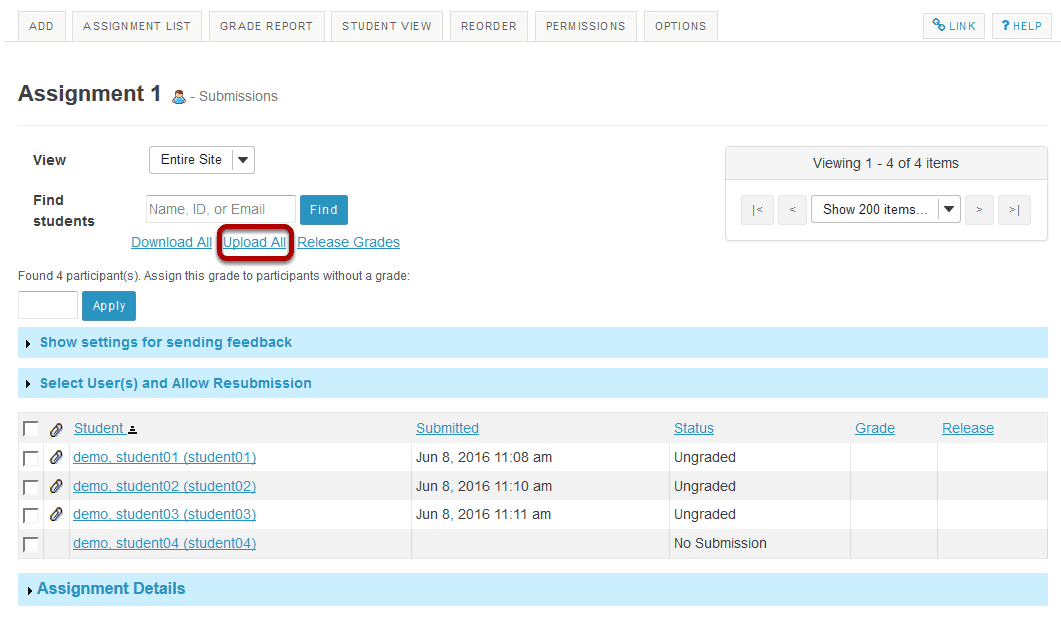 ADD ASSIGNMENT LIST GRADE REPORT STUDENT VIEW REORDER PERMISSIONS OPTIONS LINK ? HELP
Assignment 1 - Submissions
View Entire Site
Viewing 1 - 4 of 4 items
Find students Name, ID, or Email Find
|< < Show 200 items... > >|
Download All Upload All Release Grades
Found 4 participant(s). Assign this grade to participants without a grade:
Apply
Show settings for sending feedback
Select User(s) and Allow Resubmission
Student Submitted Status Grade Release
demo, student01 (student01) Jun 8, 2016 11:08 am Ungraded
demo, student02 (student02) Jun 8, 2016 11:10 am Ungraded
demo, student03 (student03) Jun 8, 2016 11:11 am Ungraded
demo, student04 (student04) No Submission
Assignment Details